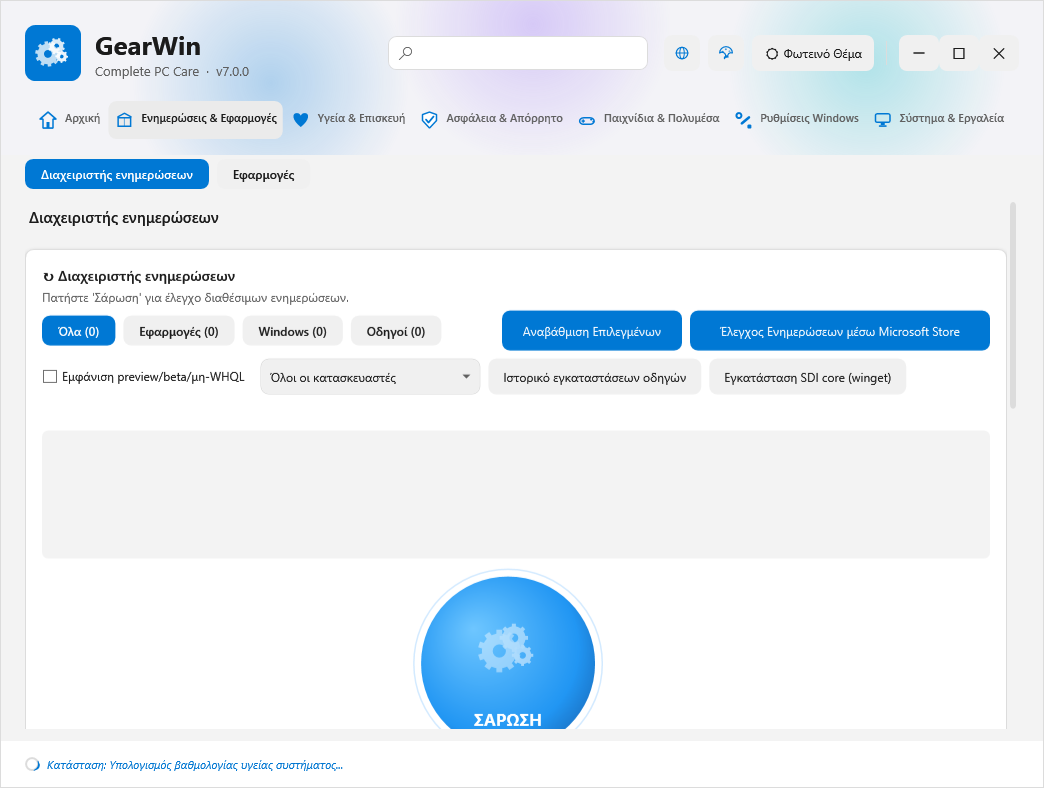 GearWin
Complete PC Care · v7.0.0
Φωτεινό Θέμα
Αρχική
Ενημερώσεις & Εφαρμογές
Υγεία & Επισκευή
Ασφάλεια & Απόρρητο
Παιχνίδια & Πολυμέσα
Ρυθμίσεις Windows
Σύστημα & Εργαλεία
Διαχειριστής ενημερώσεων
Εφαρμογές
Διαχειριστής ενημερώσεων
↻ Διαχειριστής ενημερώσεων
Πατήστε 'Σάρωση' για έλεγχο διαθέσιμων ενημερώσεων.
Όλα (0)
Εφαρμογές (0)
Windows (0)
Οδηγοί (0)
Αναβάθμιση Επιλεγμένων
Έλεγχος Ενημερώσεων μέσω Microsoft Store
Εμφάνιση preview/beta/μη-WHQL
Όλοι οι κατασκευαστές
Ιστορικό εγκαταστάσεων οδηγών
Εγκατάσταση SDI core (winget)
ΣΑΡΩΣΗ
Κατάσταση: Υπολογισμός βαθμολογίας υγείας συστήματος...